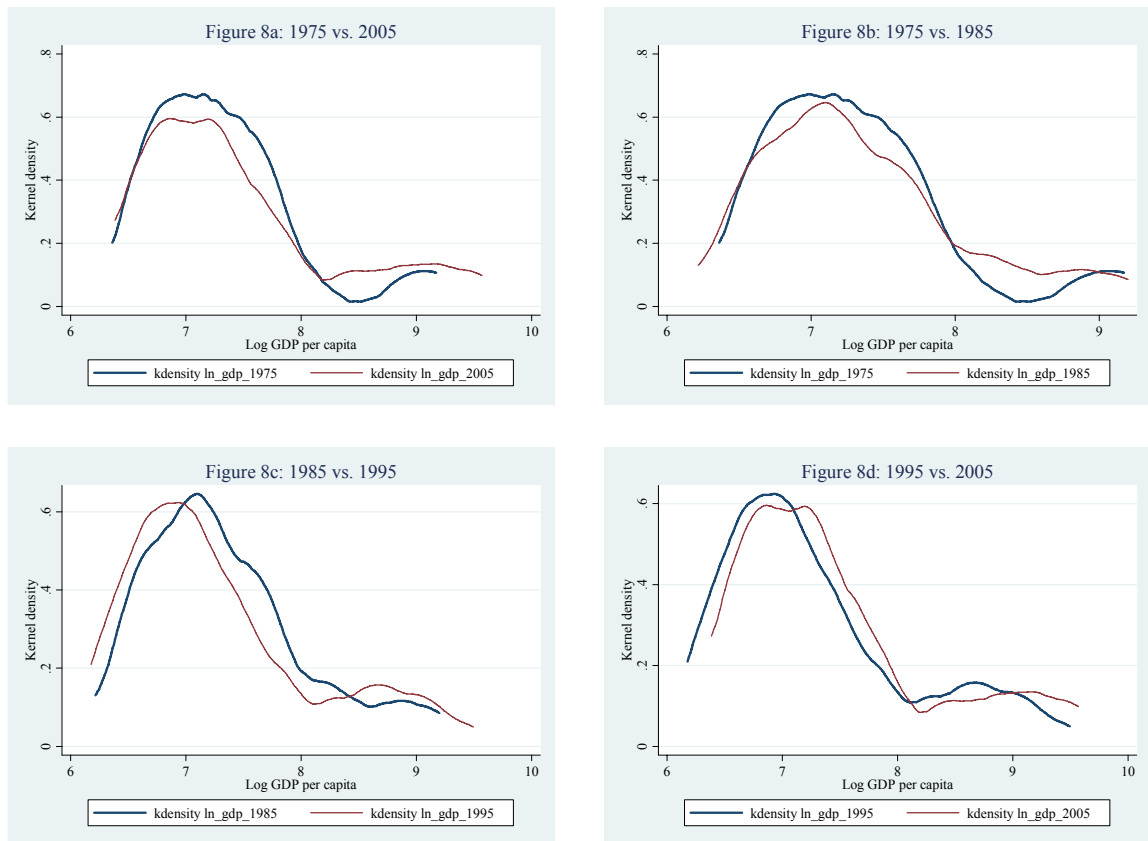 Figure 8a: 1975 vs. 2005
.8
.6
.4
.2
0
Kernel density
6 7 8 9 10
Log GDP per capita
kdensity ln_gdp_1975 kdensity ln_gdp_2005
Figure 8b: 1975 vs. 1985
.8
.6
.4
.2
0
Kernel density
6 7 8 9
Log GDP per capita
kdensity ln_gdp_1975 kdensity ln_gdp_1985
Figure 8c: 1985 vs. 1995
.6
.4
.2
0
Kernel density
6 7 8 9 10
Log GDP per capita
kdensity ln_gdp_1985 kdensity ln_gdp_1995
Figure 8d: 1995 vs. 2005
.6
.4
.2
0
Kernel density
6 7 8 9 10
Log GDP per capita
kdensity ln_gdp_1995 kdensity ln_gdp_2005